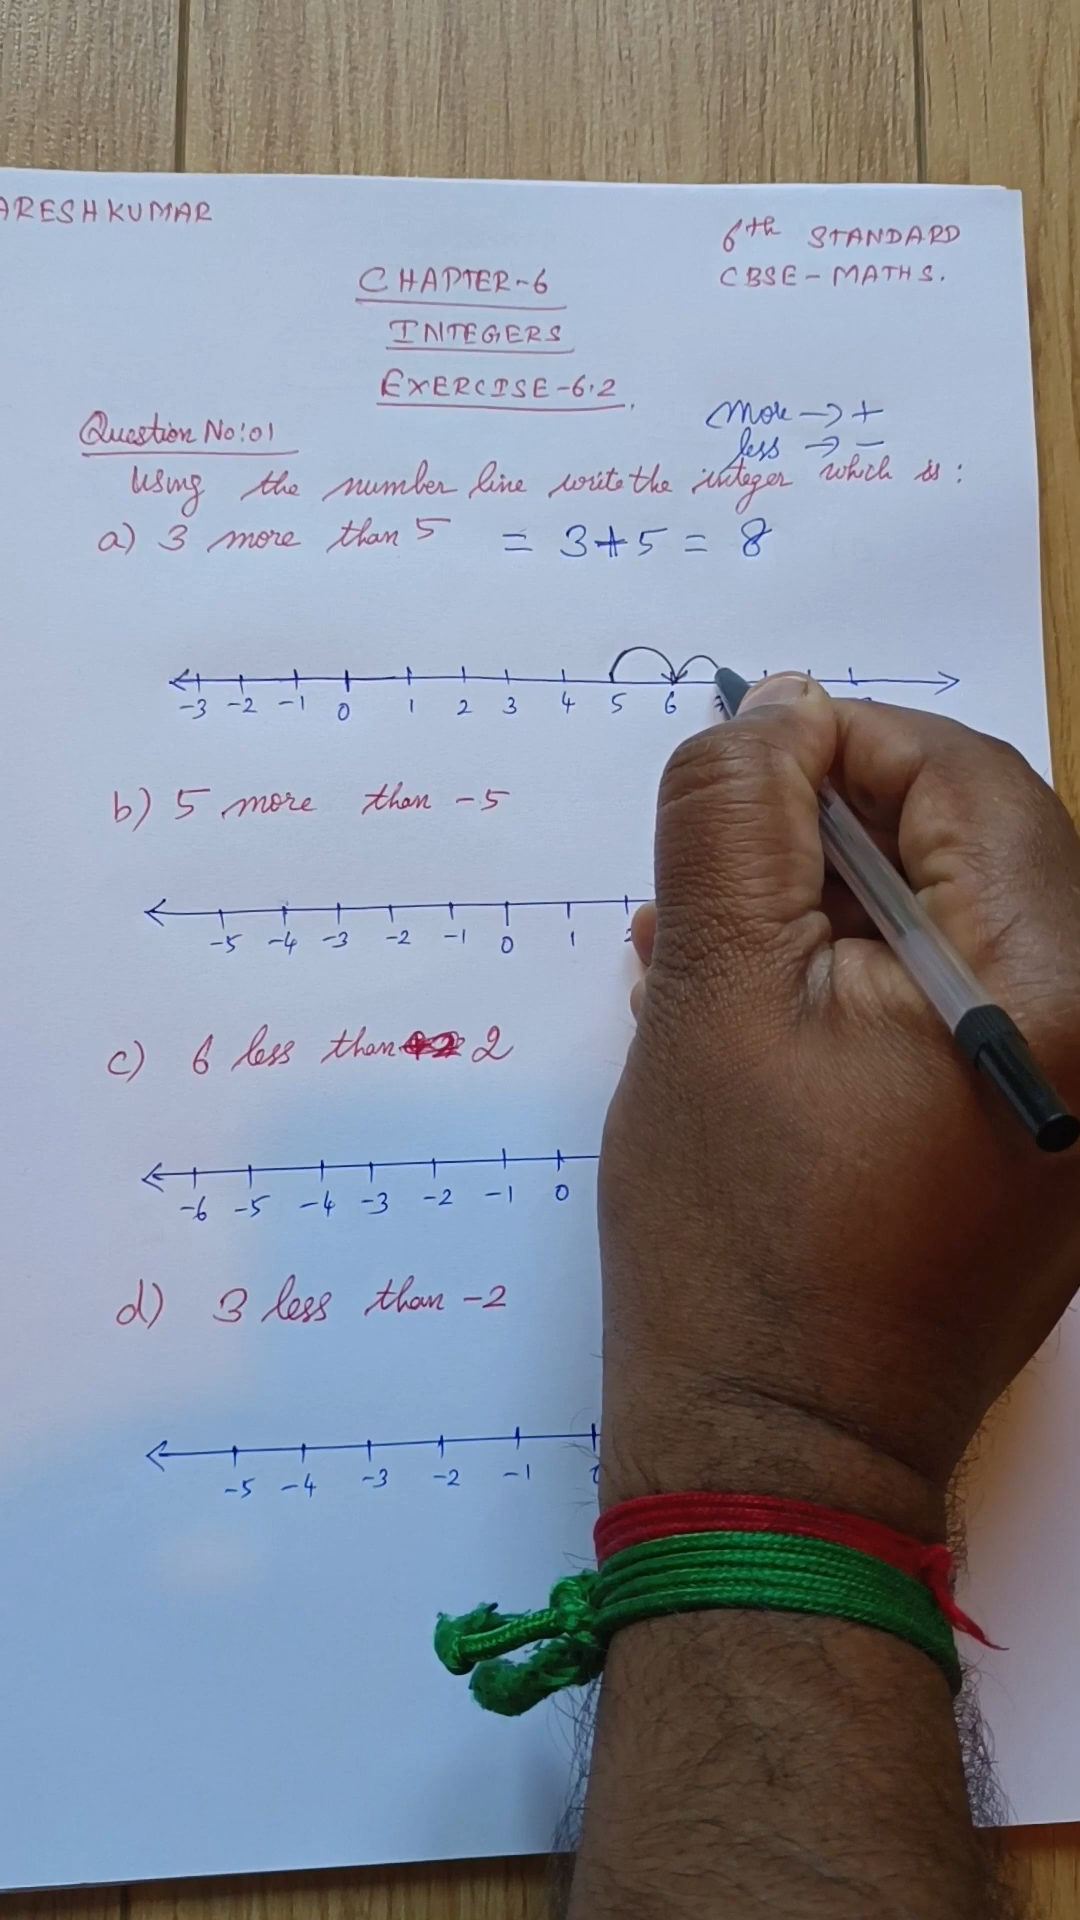 ARESHKUMAR
6th STANDARD
CBSE - MATHS.
CHAPTER-6
INTEGERS
EXERCISE-6.2
more → +
less → -
Question No:01
Using the number line write the integer which is:
a) 3 more than 5 = 3+5 = 8
-3 -2 -1 0 1 2 3 4 5 6
b) 5 more than -5
-5 -4 -3 -2 -1 0 1
c) 6 less than 2
-6 -5 -4 -3 -2 -1 0
d) 3 less than -2
-5 -4 -3 -2 -1